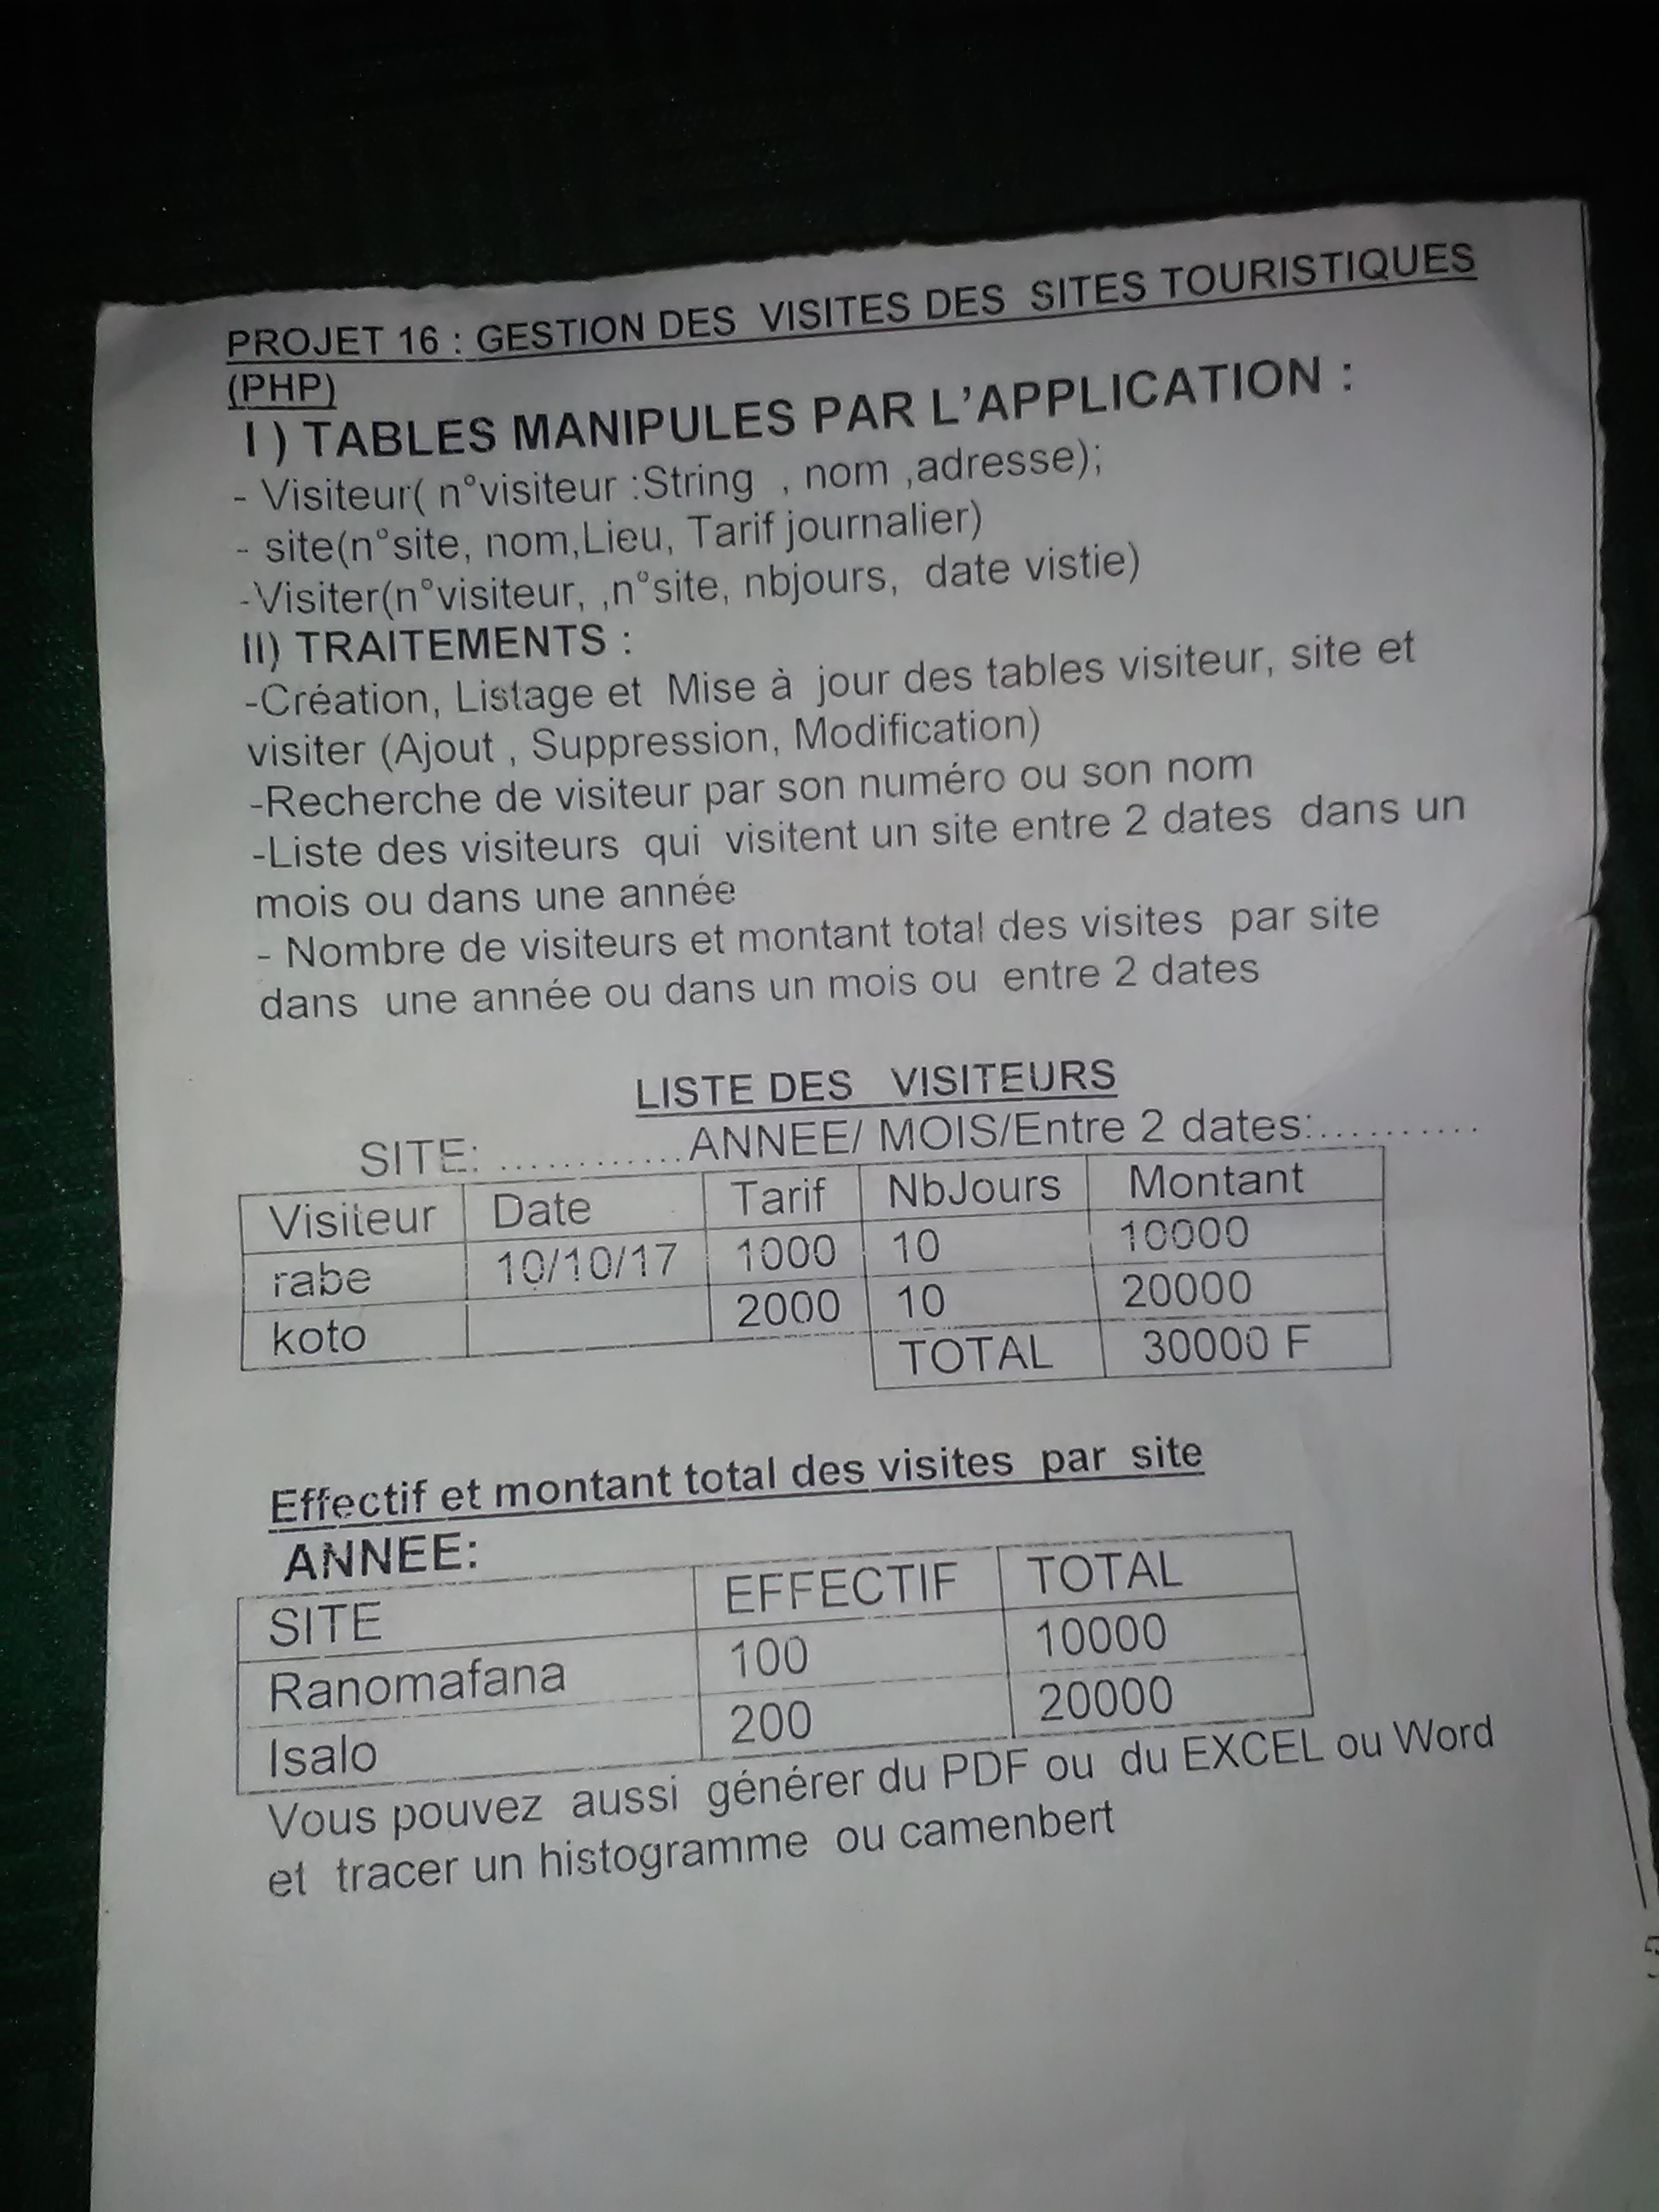 PROJET 16 : GESTION DES VISITES DES SITES TOURISTIQUES
(PHP)
I ) TABLES MANIPULES PAR L'APPLICATION :
- Visiteur( n°visiteur :String , nom ,adresse);
- site(n°site, nom,Lieu, Tarif journalier)
-Visiter(n°visiteur, ,n°site, nbjours, date vistie)
II) TRAITEMENTS :
-Création, Listage et Mise à jour des tables visiteur, site et
visiter (Ajout , Suppression, Modification)
-Recherche de visiteur par son numéro ou son nom
-Liste des visiteurs qui visitent un site entre 2 dates dans un
mois ou dans une année
- Nombre de visiteurs et montant total des visites par site
dans une année ou dans un mois ou entre 2 dates
LISTE DES VISITEURS
SITE: ............ANNEE/ MOIS/Entre 2 dates:...........
Visiteur Date Tarif NbJours Montant
rabe 10/10/17 1000 10 10000
koto 2000 10 20000
TOTAL 30000 F
Effectif et montant total des visites par site
ANNEE:
SITE EFFECTIF TOTAL
Ranomafana 100 10000
Isalo 200 20000
Vous pouvez aussi générer du PDF ou du EXCEL ou Word
et tracer un histogramme ou camenbert